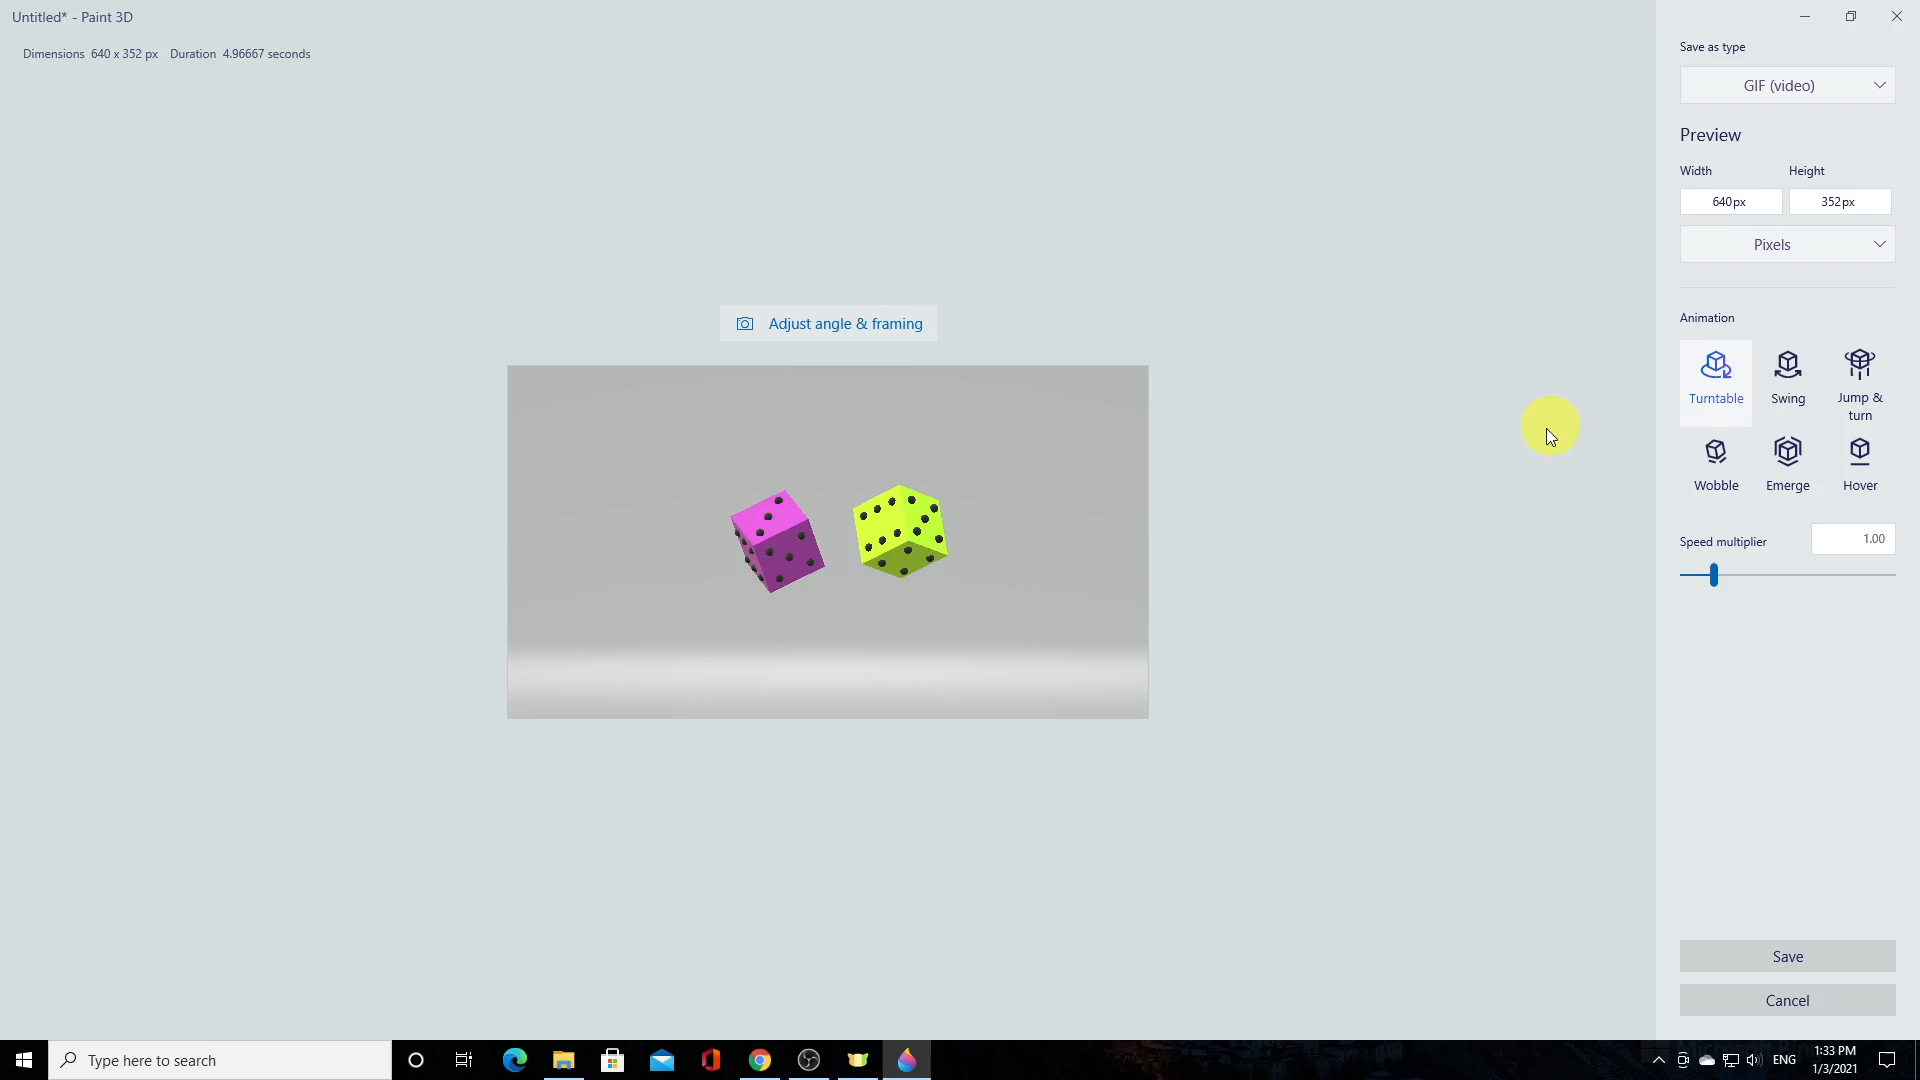 Untitled* - Paint 3D
Dimensions 640 x 352 px Duration 4.96667 seconds
Save as type
GIF (video)
Preview
Width Height
640px 352px
Pixels
Adjust angle & framing
Animation
Turntable Swing Jump & turn
Wobble Emerge Hover
Speed multiplier 1.00
Save
Cancel
Type here to search
ENG
1:33 PM
1/3/2021